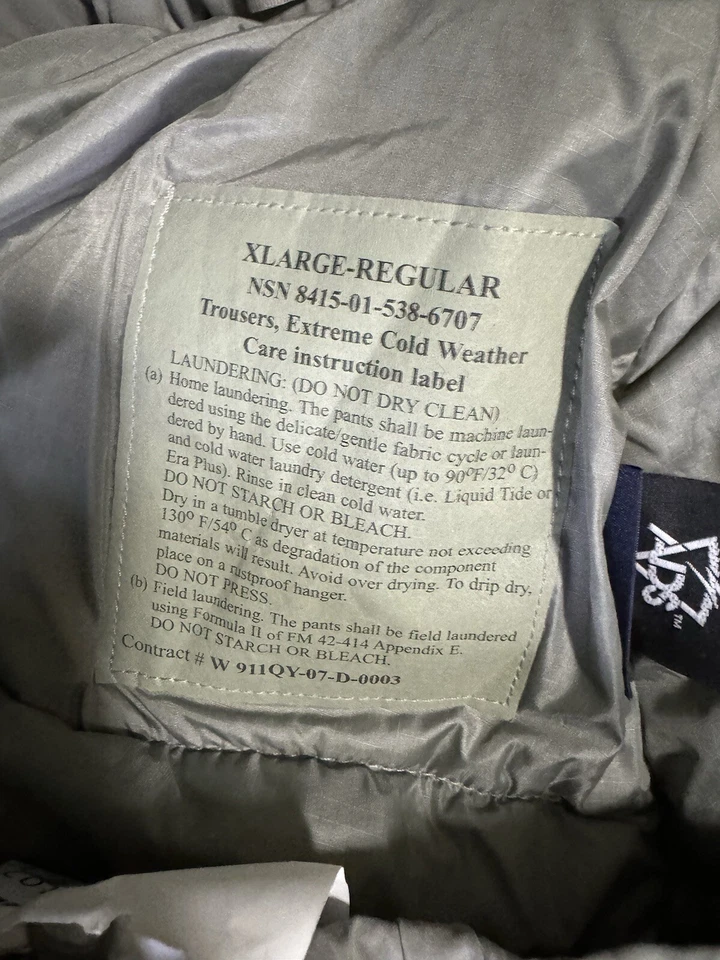 XLARGE-REGULAR
NSN 8415-01-538-6707
Trousers, Extreme Cold Weather
Care instruction label
LAUNDERING: (DO NOT DRY CLEAN)
(a) Home laundering. The pants shall be machine laun-
dered using the delicate/gentle fabric cycle or laun-
dered by hand. Use cold water (up to 90ºF/32º C)
and cold water laundry detergent (i.e. Liquid Tide or
Era Plus). Rinse in clean cold water.
DO NOT STARCH OR BLEACH.
Dry in a tumble dryer at temperature not exceeding
130º F/54º C as degradation of the component
materials will result. Avoid over drying. To drip dry,
place on a rustproof hanger.
DO NOT PRESS.
(b) Field laundering. The pants shall be field laundered
using Formula II of FM 42-414 Appendix E.
DO NOT STARCH OR BLEACH.
Contract # W 911QY-07-D-0003
ADS
TM